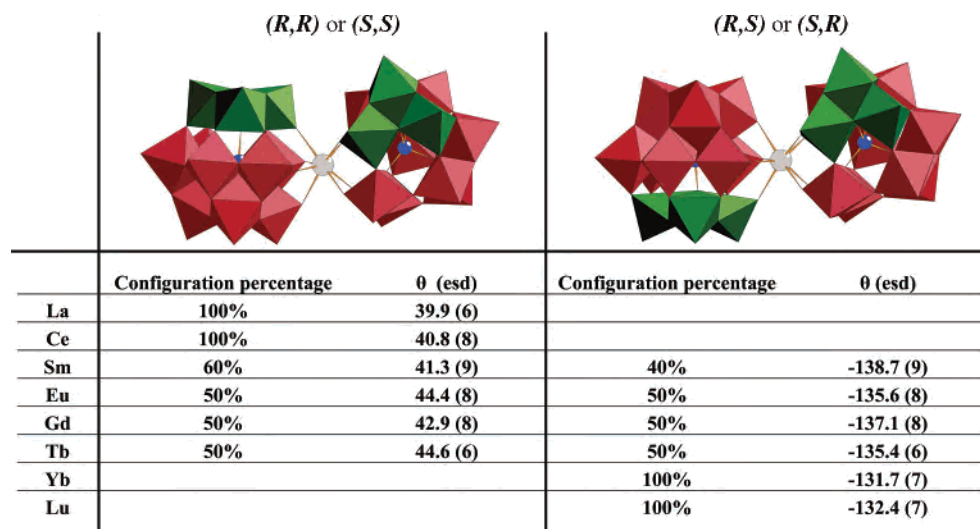 (R,R) or (S,S) (R,S) or (S,R)
Configuration percentage θ (esd) Configuration percentage θ (esd)
La 100% 39.9 (6)
Ce 100% 40.8 (8)
Sm 60% 41.3 (9) 40% -138.7 (9)
Eu 50% 44.4 (8) 50% -135.6 (8)
Gd 50% 42.9 (8) 50% -137.1 (8)
Tb 50% 44.6 (6) 50% -135.4 (6)
Yb 100% -131.7 (7)
Lu 100% -132.4 (7)